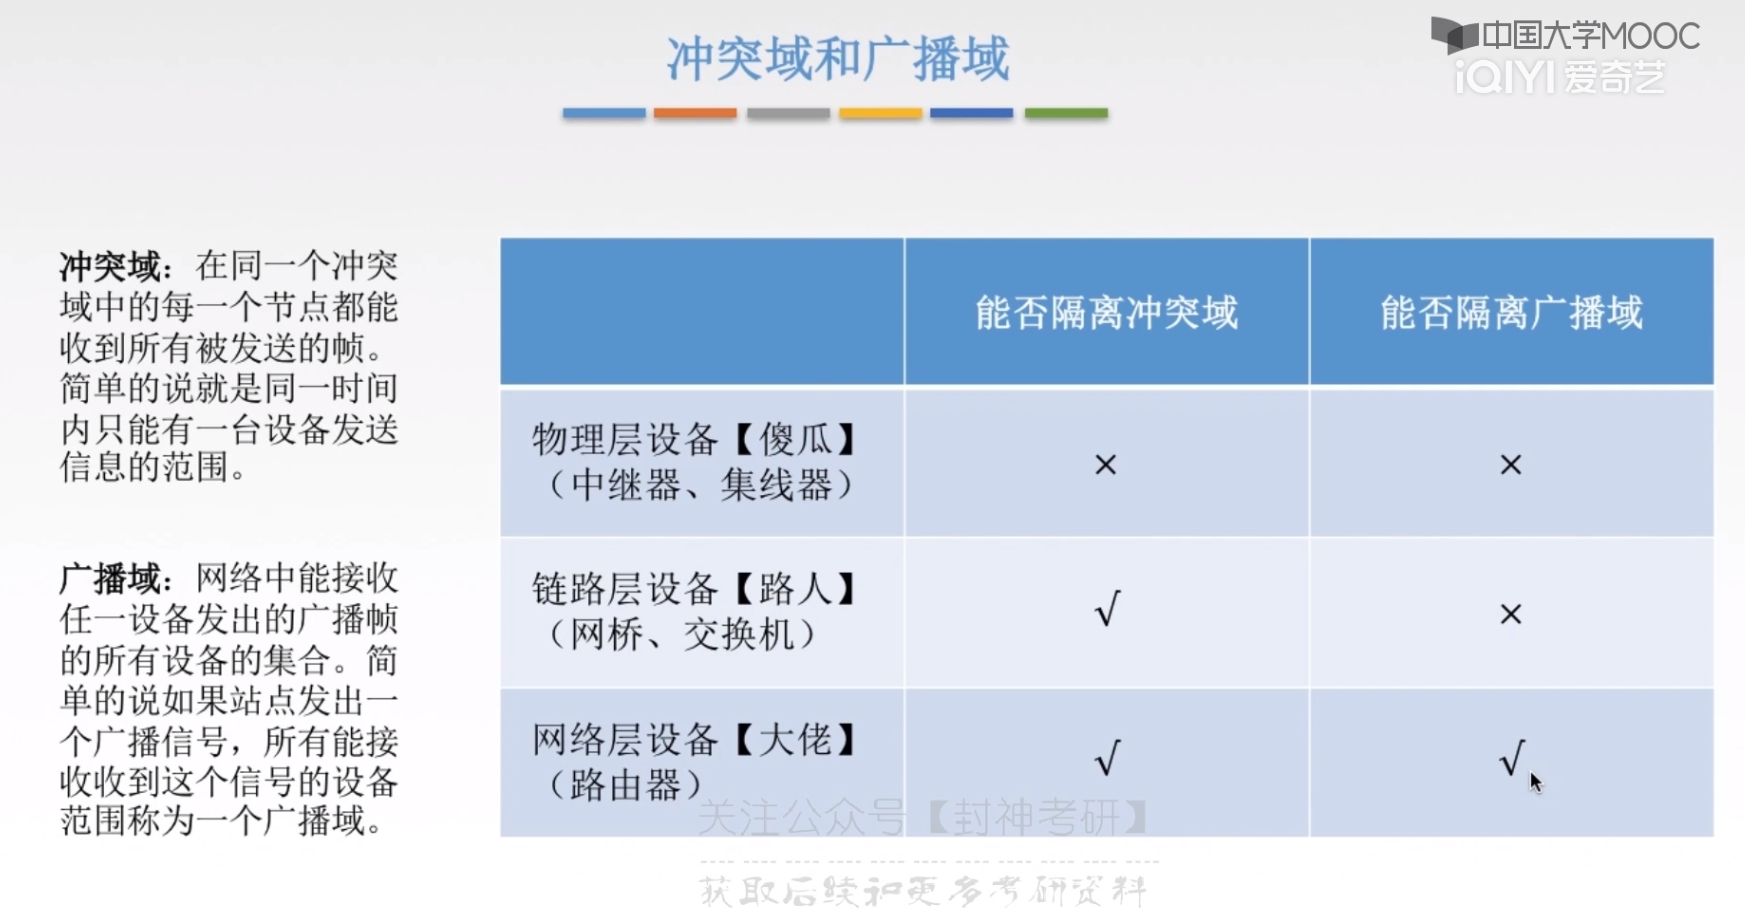 冲突域和广播域
中国大学MOOC
iQIYI 爱奇艺
冲突域：在同一个冲突
域中的每一个节点都能
收到所有被发送的帧。
简单的说就是同一时间
内只能有一台设备发送
信息的范围。
广播域：网络中能接收
任一设备发出的广播帧
的所有设备的集合。简
单的说如果站点发出一
个广播信号，所有能接
收收到这个信号的设备
范围称为一个广播域。
能否隔离冲突域 能否隔离广播域
物理层设备【傻瓜】
（中继器、集线器）
× ×
链路层设备【路人】
（网桥、交换机）
√ ×
网络层设备【大佬】
（路由器）
√ √
关注公众号【封神考研】
获取后续和更多考研资料